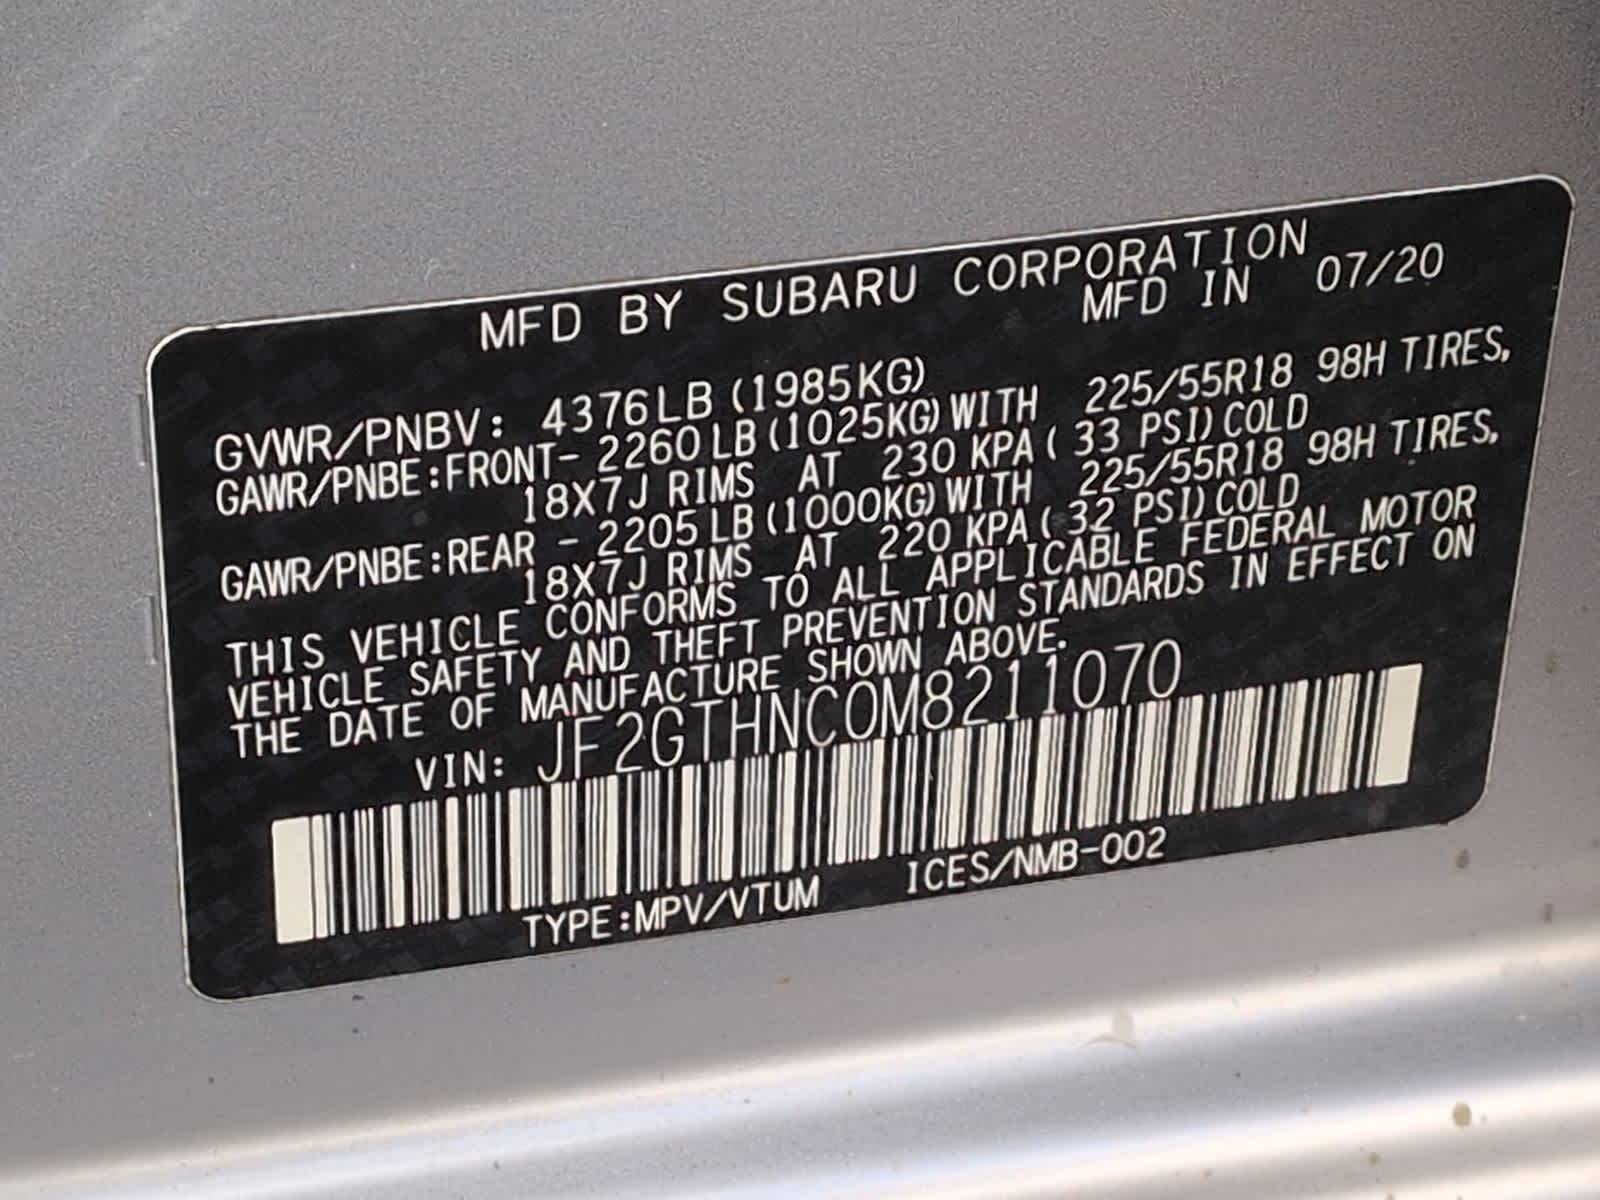 MFD BY SUBARU CORPORATION
MFD IN 07/20
GVWR/PNBV: 4376LB (1985KG)
GAWR/PNBE:FRONT- 2260 LB (1025KG) WITH 225/55R18 98H TIRES,
18X7J RIMS AT 230 KPA ( 33 PSI) COLD
GAWR/PNBE:REAR - 2205 LB (1000KG) WITH 225/55R18 98H TIRES,
18X7J RIMS AT 220 KPA ( 32 PSI) COLD
THIS VEHICLE CONFORMS TO ALL APPLICABLE FEDERAL MOTOR
VEHICLE SAFETY AND THEFT PREVENTION STANDARDS IN EFFECT ON
THE DATE OF MANUFACTURE SHOWN ABOVE.
VIN: JF2GTHNC0M8211070
TYPE:MPV/VTUM ICES/NMB-002